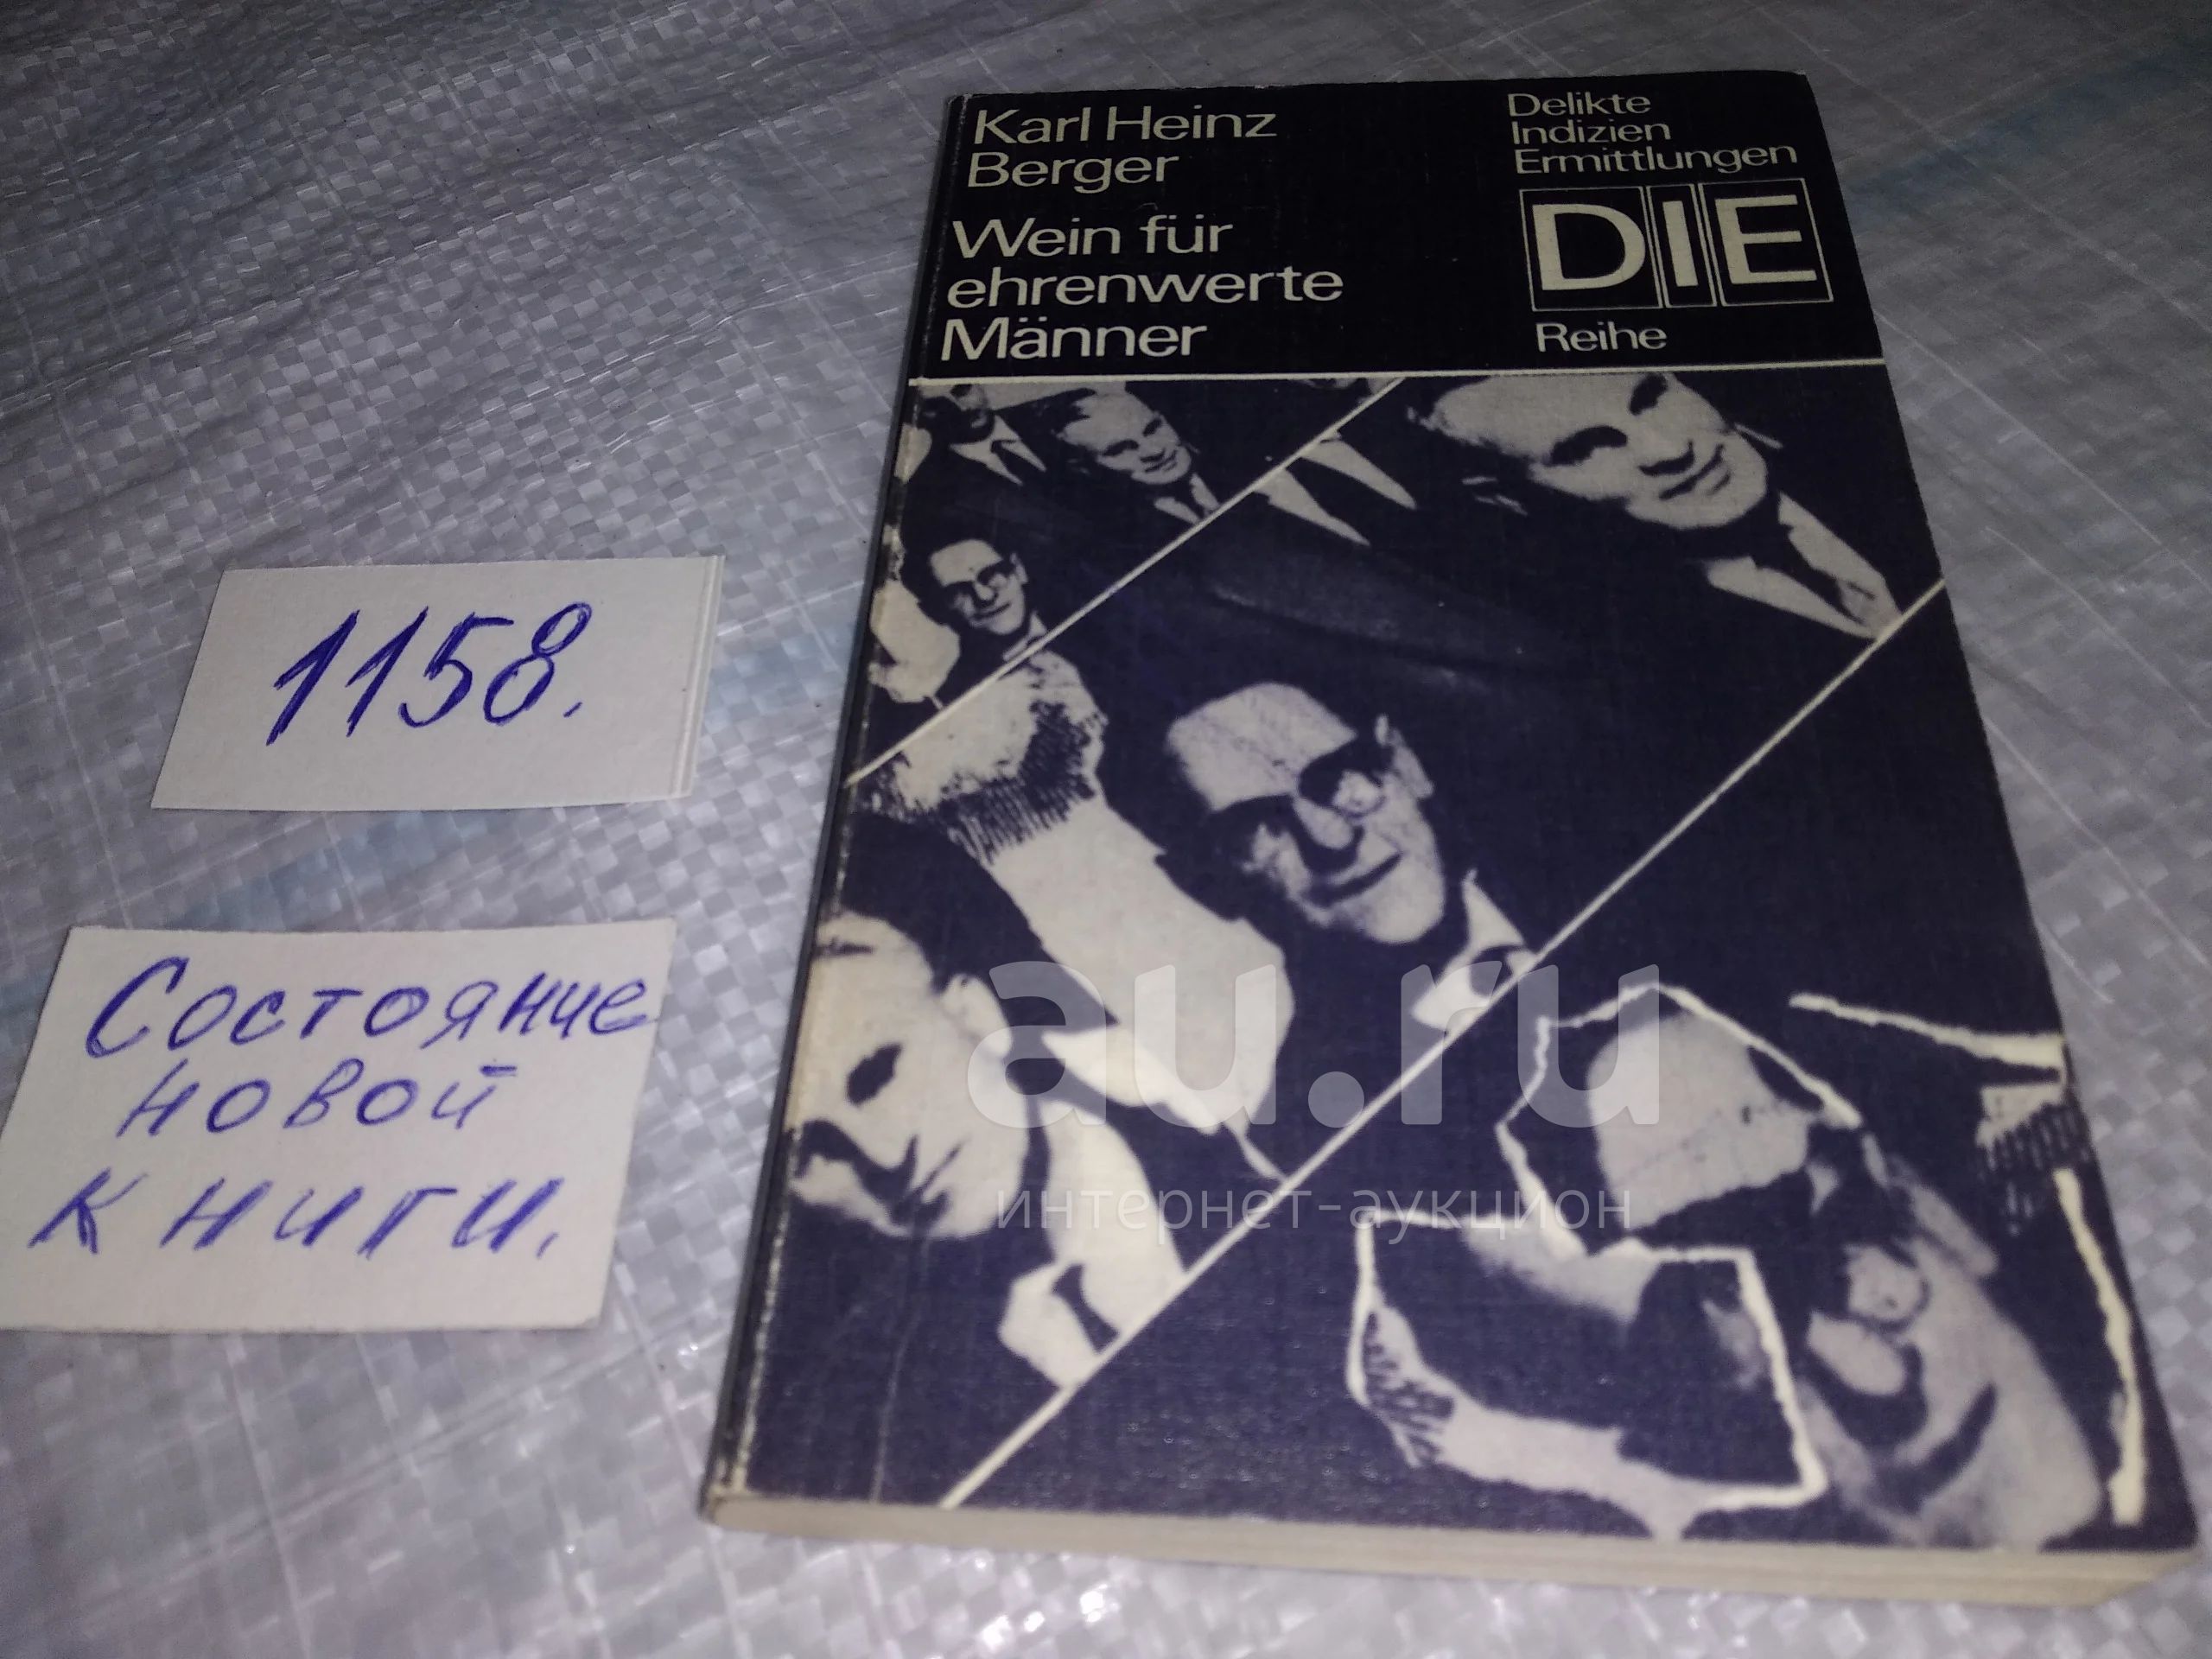 Karl Heinz
Berger
Wein für
ehrenwerte
Männer
Delikte
Indizien
Ermittlungen
DIE
Reihe
1158.
Состояние
новой
книги.
au.ru
интернет-аукцион